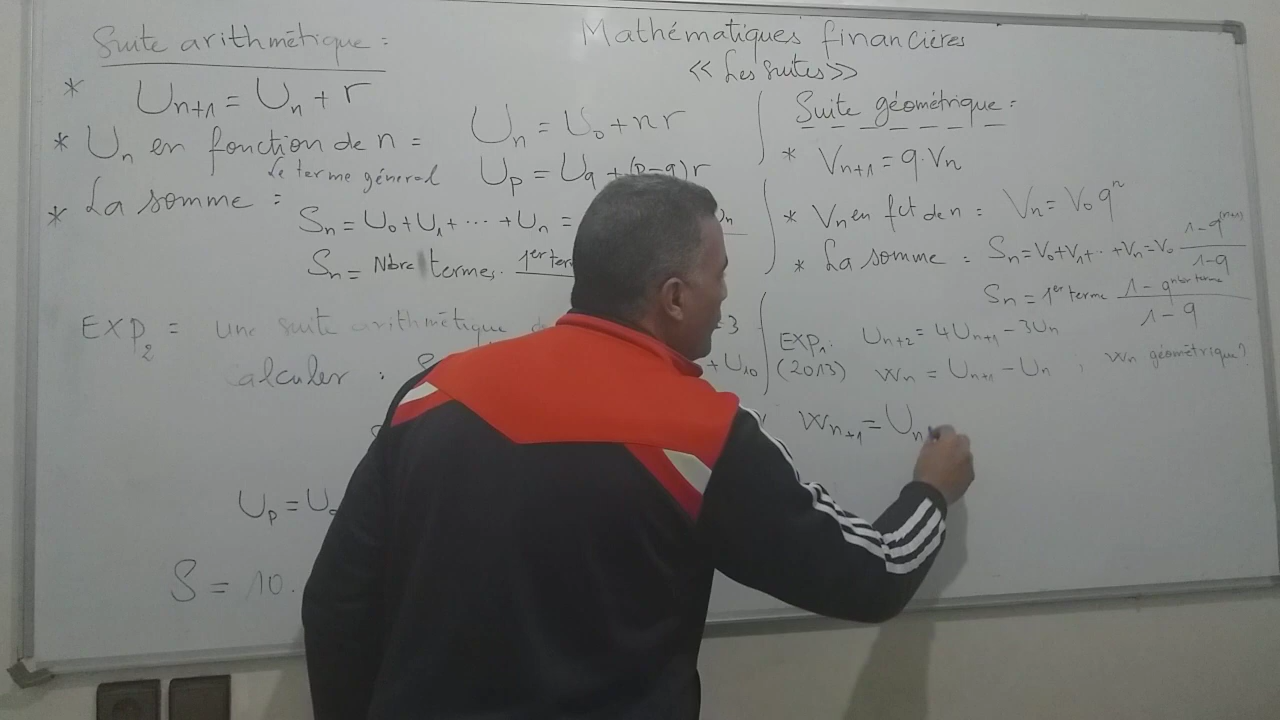 Mathématiques financières
<< Les suites >>
Suite arithmétique :
* Uₙ₊₁ = Uₙ + r
* Uₙ en fonction de n = Uₙ = U₀ + nr
Le terme général Uₚ = U_q + (p-q)r
* La somme :
Sₙ = U₀ + U₁ + ... + Uₙ =
Sₙ = Nbre termes. 1er ter
EXP₂ = une suite arithmétique
calculer : + U₁₀
Uₚ = U
S = 10.
Suite géométrique :
* Vₙ₊₁ = q.Vₙ
* Vₙ en fct de n : Vₙ = V₀ qⁿ
* La somme : Sₙ = V₀ + V₁ + .. + Vₙ = V₀ (1-q⁽ⁿ⁺¹⁾)/(1-q)
Sₙ = 1er terme (1 - q^(nbre terme))/(1 - q)
EXP₁: Uₙ₊₂ = 4Uₙ₊₁ - 3Uₙ
(2013) Wₙ = Uₙ₊₁ - Uₙ , Wₙ géométrique?
Wₙ₊₁ = Uₙ